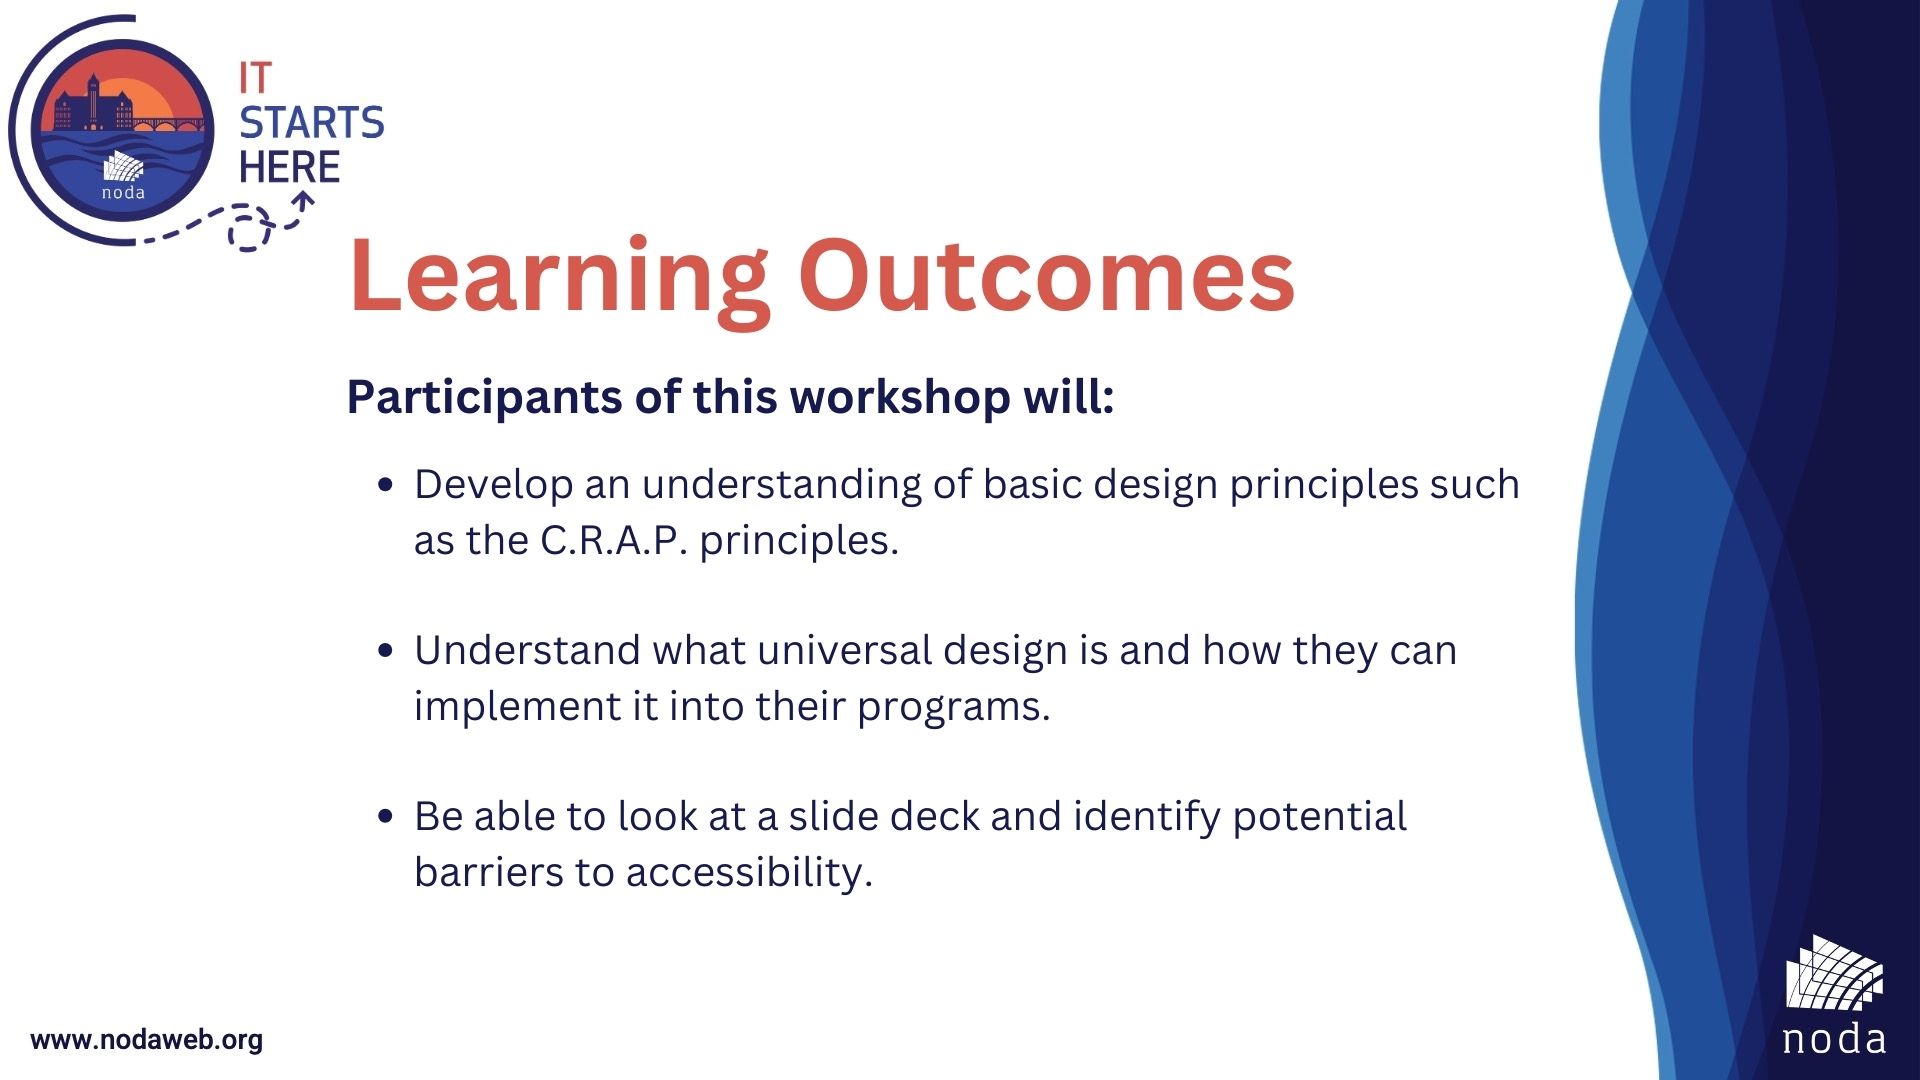 IT
STARTS
HERE
noda
Learning Outcomes
Participants of this workshop will:
• Develop an understanding of basic design principles such
as the C.R.A.P. principles.
• Understand what universal design is and how they can
implement it into their programs.
• Be able to look at a slide deck and identify potential
barriers to accessibility.
www.nodaweb.org
noda